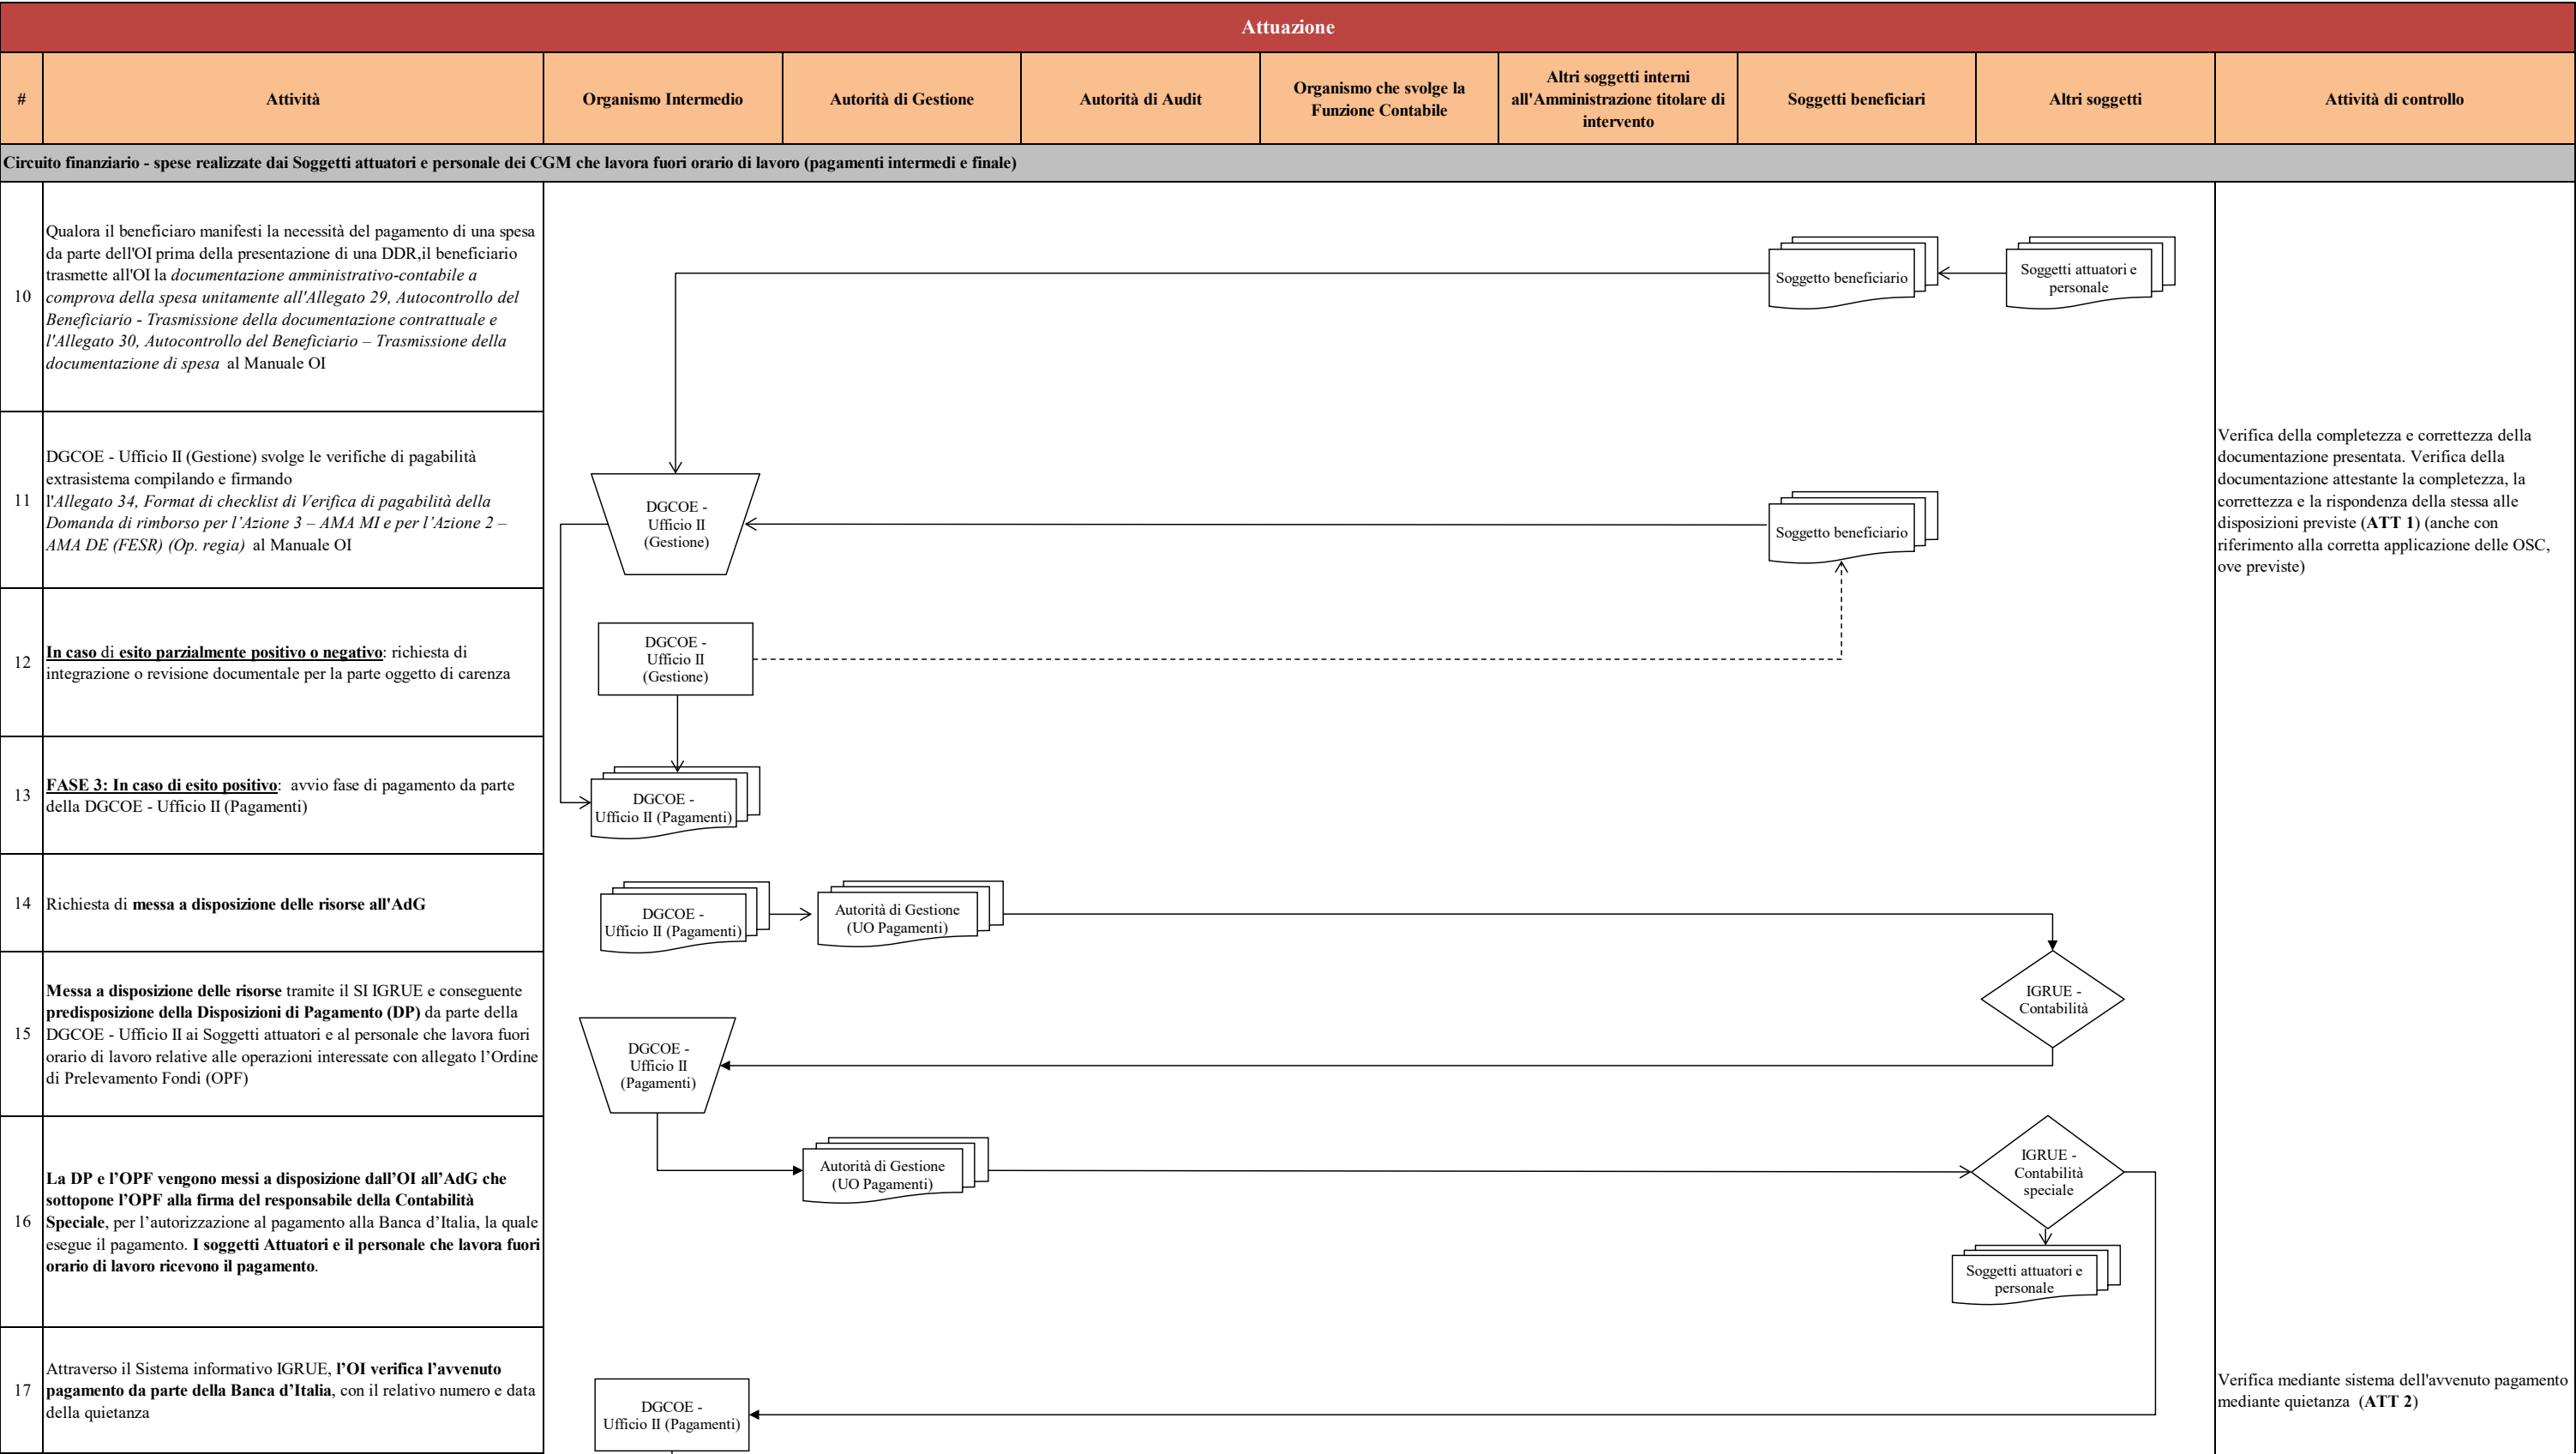 Attuazione
#
Attività
Organismo Intermedio
Autorità di Gestione
Autorità di Audit
Organismo che svolge la
Funzione Contabile
Altri soggetti interni
all'Amministrazione titolare di
intervento
Soggetti beneficiari
Altri soggetti
Attività di controllo
Circuito finanziario - spese realizzate dai Soggetti attuatori e personale dei CGM che lavora fuori orario di lavoro (pagamenti intermedi e finale)
10
Qualora il beneficiaro manifesti la necessità del pagamento di una spesa
da parte dell'OI prima della presentazione di una DDR,il beneficiario
trasmette all'OI la documentazione amministrativo-contabile a
comprova della spesa unitamente all'Allegato 29, Autocontrollo del
Beneficiario - Trasmissione della documentazione contrattuale e
l'Allegato 30, Autocontrollo del Beneficiario – Trasmissione della
documentazione di spesa al Manuale OI
Soggetto beneficiario
Soggetti attuatori e
personale
11
DGCOE - Ufficio II (Gestione) svolge le verifiche di pagabilità
extrasistema compilando e firmando
l'Allegato 34, Format di checklist di Verifica di pagabilità della
Domanda di rimborso per l’Azione 3 – AMA MI e per l’Azione 2 –
AMA DE (FESR) (Op. regia) al Manuale OI
DGCOE -
Ufficio II
(Gestione)
Soggetto beneficiario
Verifica della completezza e correttezza della
documentazione presentata. Verifica della
documentazione attestante la completezza, la
correttezza e la rispondenza della stessa alle
disposizioni previste (ATT 1) (anche con
riferimento alla corretta applicazione delle OSC,
ove previste)
12
In caso di esito parzialmente positivo o negativo: richiesta di
integrazione o revisione documentale per la parte oggetto di carenza
DGCOE -
Ufficio II
(Gestione)
13
FASE 3: In caso di esito positivo: avvio fase di pagamento da parte
della DGCOE - Ufficio II (Pagamenti)
DGCOE -
Ufficio II (Pagamenti)
14
Richiesta di messa a disposizione delle risorse all'AdG
DGCOE -
Ufficio II (Pagamenti)
Autorità di Gestione
(UO Pagamenti)
15
Messa a disposizione delle risorse tramite il SI IGRUE e conseguente
predisposizione della Disposizioni di Pagamento (DP) da parte della
DGCOE - Ufficio II ai Soggetti attuatori e al personale che lavora fuori
orario di lavoro relative alle operazioni interessate con allegato l’Ordine
di Prelevamento Fondi (OPF)
DGCOE -
Ufficio II
(Pagamenti)
IGRUE -
Contabilità
16
La DP e l’OPF vengono messi a disposizione dall’OI all’AdG che
sottopone l’OPF alla firma del responsabile della Contabilità
Speciale, per l’autorizzazione al pagamento alla Banca d’Italia, la quale
esegue il pagamento. I soggetti Attuatori e il personale che lavora fuori
orario di lavoro ricevono il pagamento.
Autorità di Gestione
(UO Pagamenti)
IGRUE -
Contabilità
speciale
Soggetti attuatori e
personale
17
Attraverso il Sistema informativo IGRUE, l’OI verifica l’avvenuto
pagamento da parte della Banca d’Italia, con il relativo numero e data
della quietanza
DGCOE -
Ufficio II (Pagamenti)
Verifica mediante sistema dell'avvenuto pagamento
mediante quietanza (ATT 2)